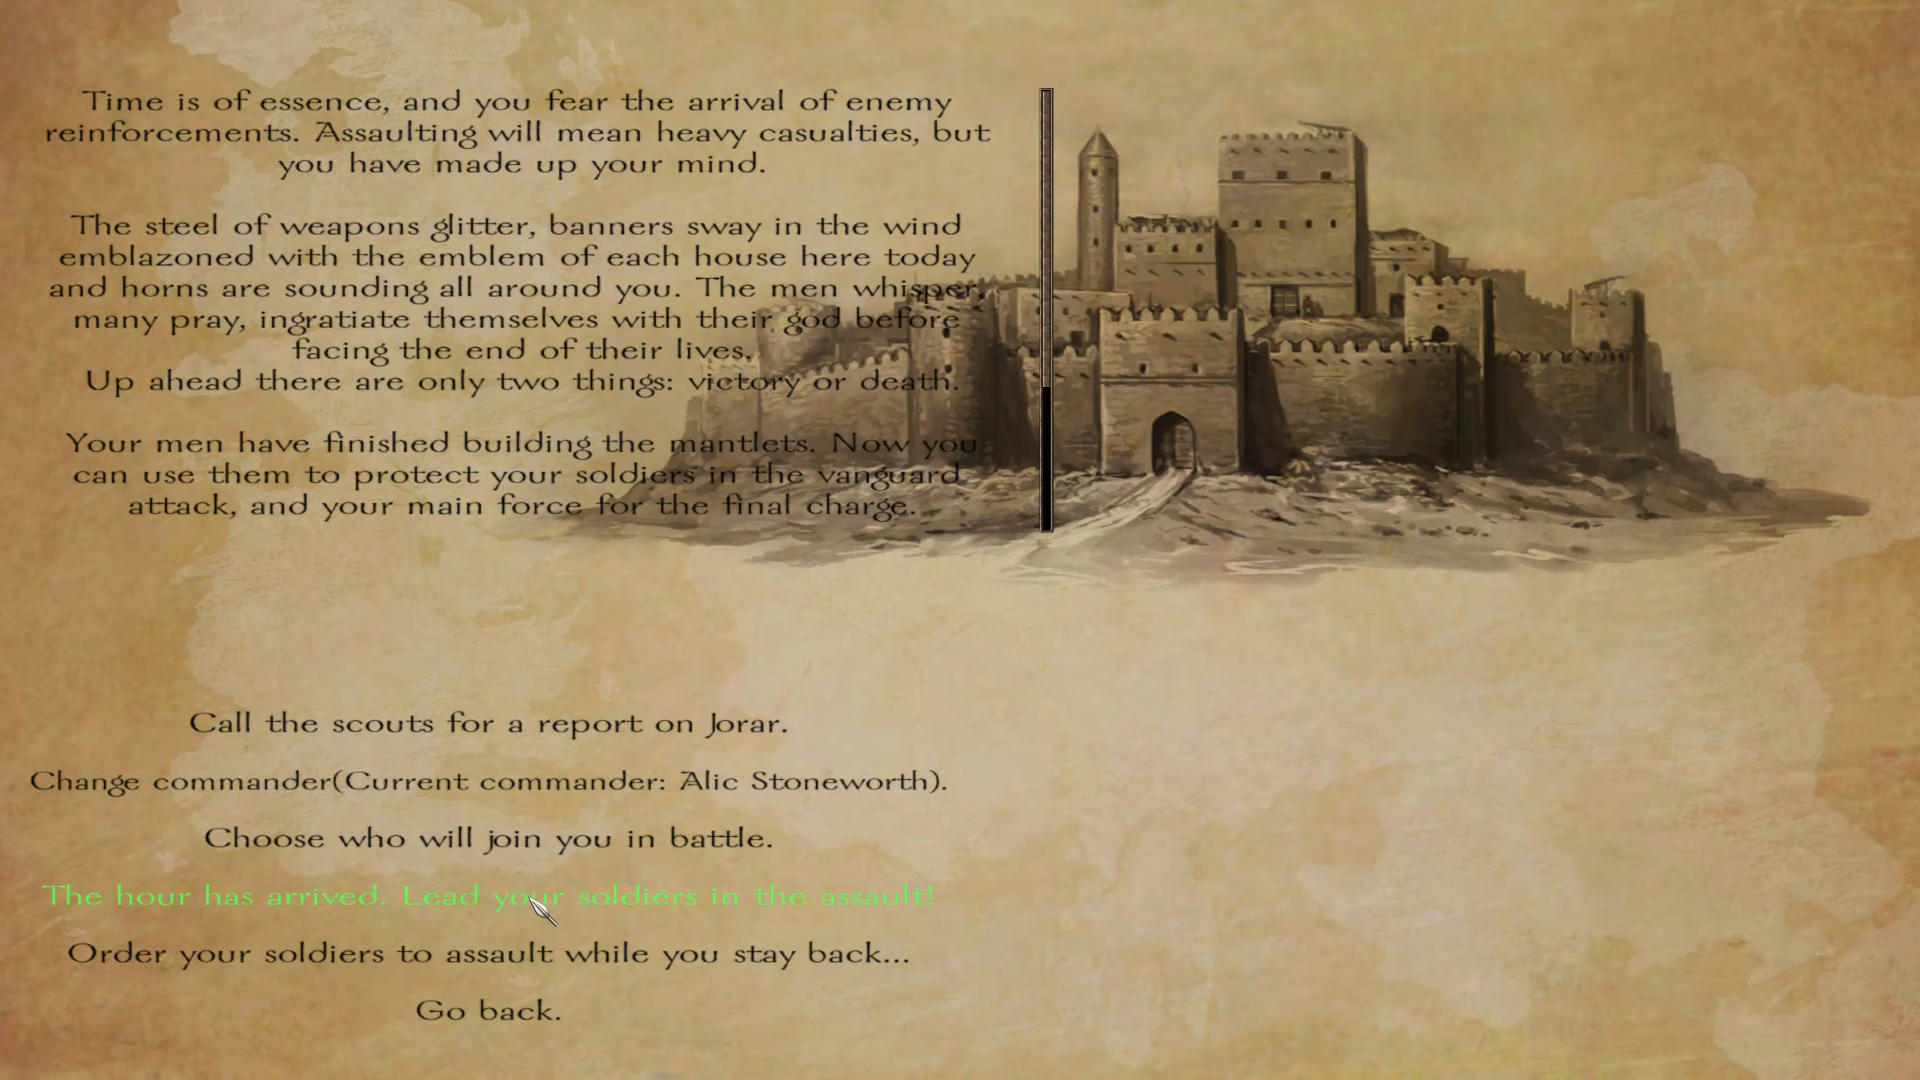 Time is of essence, and you fear the arrival of enemy
reinforcements. Assaulting will mean heavy casualties, but
you have made up your mind.
The steel of weapons glitter, banners sway in the wind
emblazoned with the emblem of each house here today
and horns are sounding all around you. The men whisper,
many pray, ingratiate themselves with their god before
facing the end of their lives.
Up ahead there are only two things: victory or death.
Your men have finished building the mantlets. Now you
can use them to protect your soldiers in the vanguard
attack, and your main force for the final charge.
Call the scouts for a report on Jorar.
Change commander(Current commander: Alic Stoneworth).
Choose who will join you in battle.
The hour has arrived. Lead your soldiers in the assault!
Order your soldiers to assault while you stay back...
Go back.